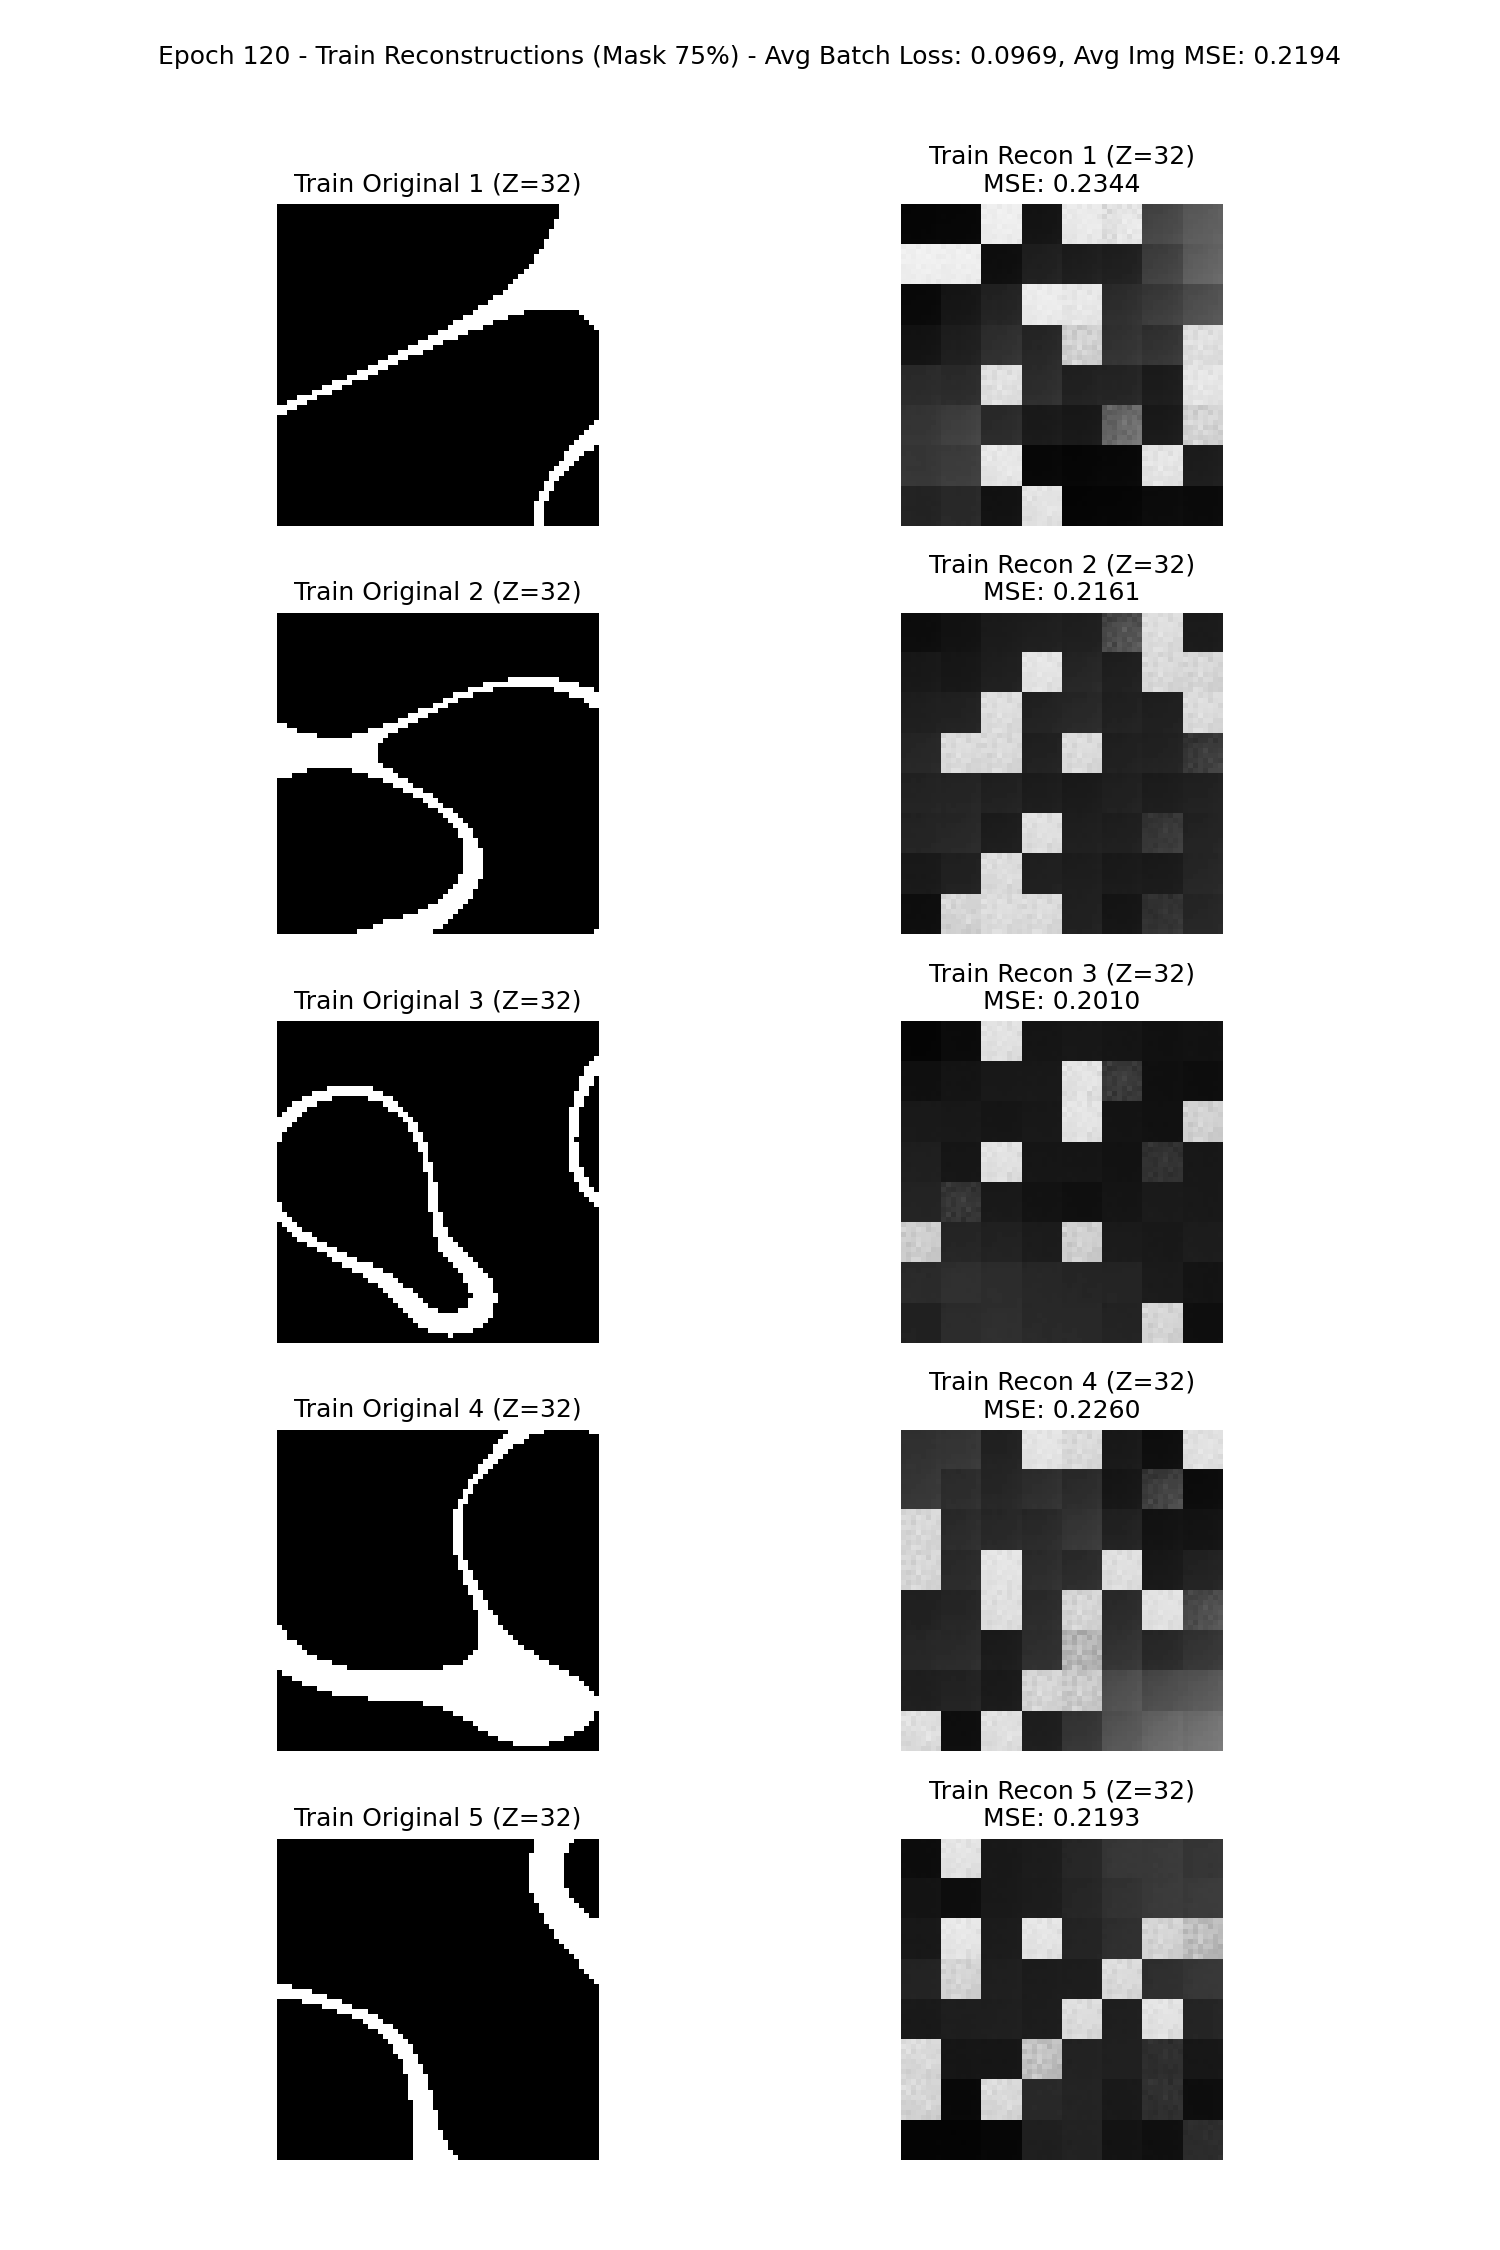 Epoch 120 - Train Reconstructions (Mask 75%) - Avg Batch Loss: 0.0969, Avg Img MSE: 0.2194
Train Original 1 (Z=32)
Train Recon 1 (Z=32)
MSE: 0.2344
Train Original 2 (Z=32)
Train Recon 2 (Z=32)
MSE: 0.2161
Train Original 3 (Z=32)
Train Recon 3 (Z=32)
MSE: 0.2010
Train Original 4 (Z=32)
Train Recon 4 (Z=32)
MSE: 0.2260
Train Original 5 (Z=32)
Train Recon 5 (Z=32)
MSE: 0.2193